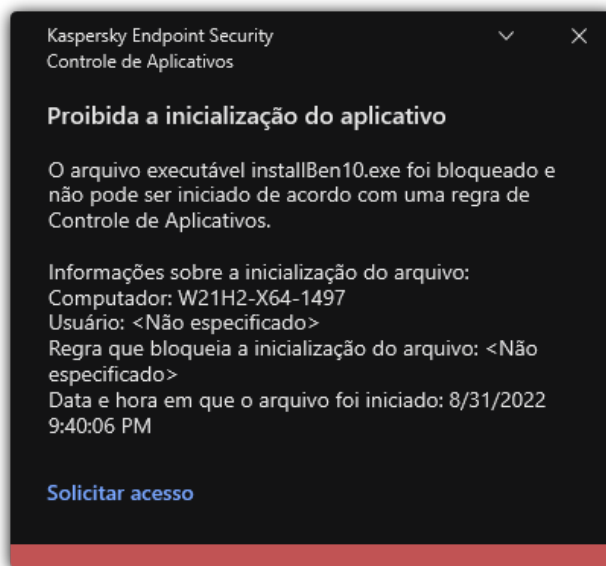 Kaspersky Endpoint Security
Controle de Aplicativos
Proibida a inicialização do aplicativo
O arquivo executável installBen10.exe foi bloqueado e
não pode ser iniciado de acordo com uma regra de
Controle de Aplicativos.
Informações sobre a inicialização do arquivo:
Computador: W21H2-X64-1497
Usuário: <Não especificado>
Regra que bloqueia a inicialização do arquivo: <Não
especificado>
Data e hora em que o arquivo foi iniciado: 8/31/2022
9:40:06 PM
Solicitar acesso